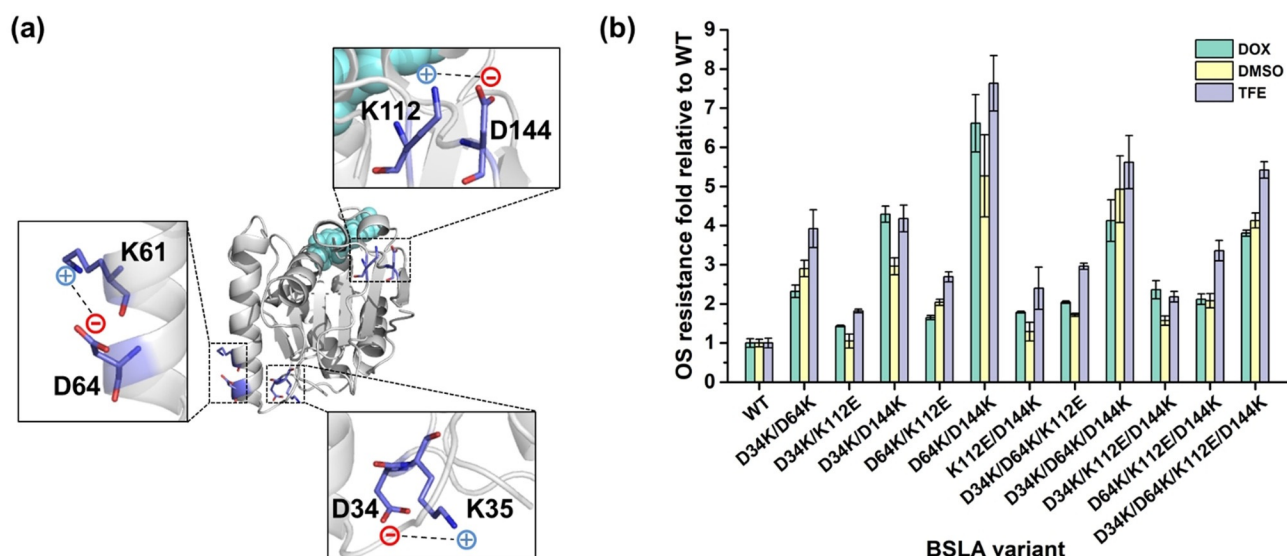 (a)
K112
D144
K61
D64
D34
K35
(b)
OS resistance fold relative to WT
9
8
7
6
5
4
3
2
1
0
DOX
DMSO
TFE
WT
D34K/D64K
D34K/K112E
D34K/D144K
D64K/K112E
D64K/D144K
K112E/D144K
D34K/D64K/K112E
D34K/D64K/D144K
D34K/K112E/D144K
D64K/K112E/D144K
D34K/D64K/K112E/D144K
BSLA variant